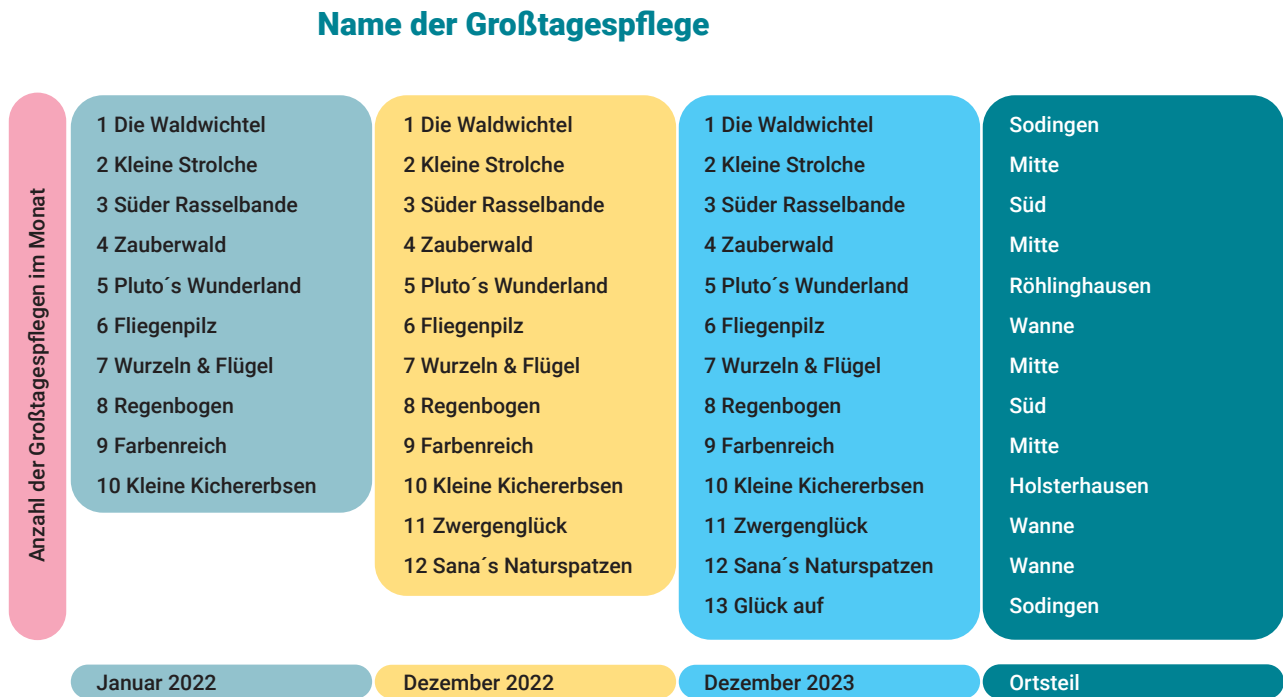 Name der Großtagespflege
Anzahl der Großtagespflegen im Monat
1 Die Waldwichtel
2 Kleine Strolche
3 Süder Rasselbande
4 Zauberwald
5 Pluto´s Wunderland
6 Fliegenpilz
7 Wurzeln & Flügel
8 Regenbogen
9 Farbenreich
10 Kleine Kichererbsen
Januar 2022
1 Die Waldwichtel
2 Kleine Strolche
3 Süder Rasselbande
4 Zauberwald
5 Pluto´s Wunderland
6 Fliegenpilz
7 Wurzeln & Flügel
8 Regenbogen
9 Farbenreich
10 Kleine Kichererbsen
11 Zwergenglück
12 Sana´s Naturspatzen
Dezember 2022
1 Die Waldwichtel
2 Kleine Strolche
3 Süder Rasselbande
4 Zauberwald
5 Pluto´s Wunderland
6 Fliegenpilz
7 Wurzeln & Flügel
8 Regenbogen
9 Farbenreich
10 Kleine Kichererbsen
11 Zwergenglück
12 Sana´s Naturspatzen
13 Glück auf
Dezember 2023
Sodingen
Mitte
Süd
Mitte
Röhlinghausen
Wanne
Mitte
Süd
Mitte
Holsterhausen
Wanne
Wanne
Sodingen
Ortsteil